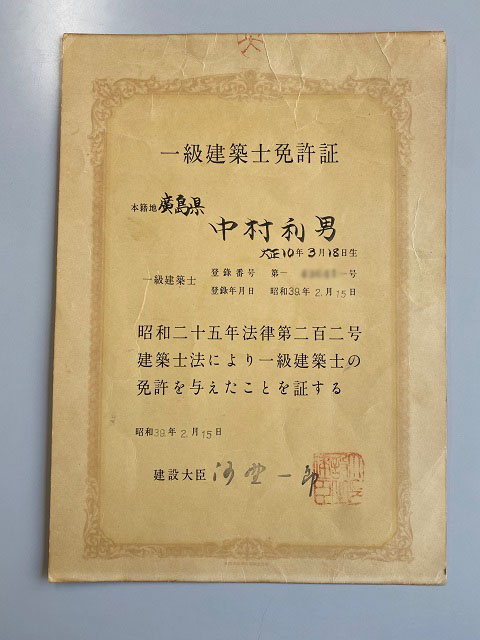 一級建築士免許証
本籍地 廣島県
中村利男
大正10年3月18日生
一級建築士 登録番号 第一 号
登録年月日 昭和39年2月15日
昭和二十五年法律第二百二号
建築士法により一級建築士の
免許を与えたことを証する
昭和39年2月15日
建設大臣 河野一郎